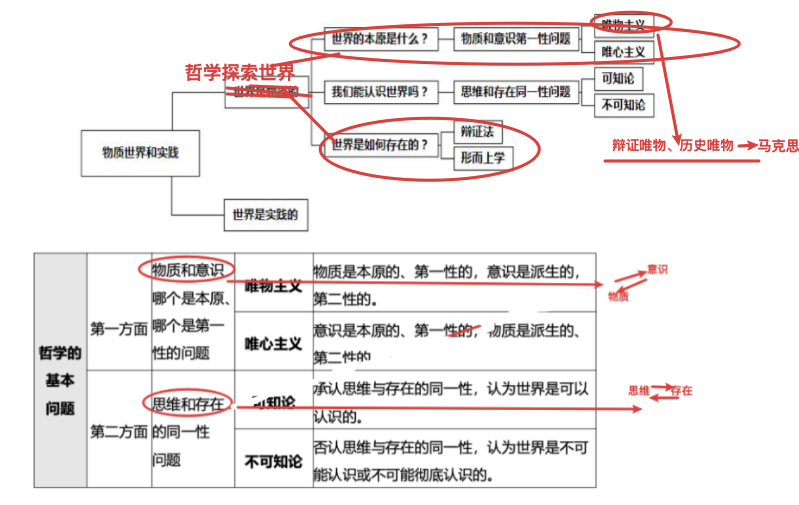 世界的本原是什么？
物质和意识第一性问题
唯物主义
唯心主义
哲学探索世界
我们能认识世界吗？
思维和存在同一性问题
可知论
不可知论
物质世界和实践
世界是如何存在的？
辩证法
形而上学
辩证唯物、历史唯物
马克思
世界是实践的
哲学的
基本
问题
第一方面
物质和意识
哪个是本原、
哪个是第一
性的问题
唯物主义
物质是本原的、第一性的，意识是派生的，
第二性的。
意识
物质
唯心主义
意识是本原的、第一性的，物质是派生的、
第二性的
第二方面
思维和存在
的同一性
问题
可知论
承认思维与存在的同一性，认为世界是可以
认识的。
思维
存在
不可知论
否认思维与存在的同一性，认为世界是不可
能认识或不可能彻底认识的。